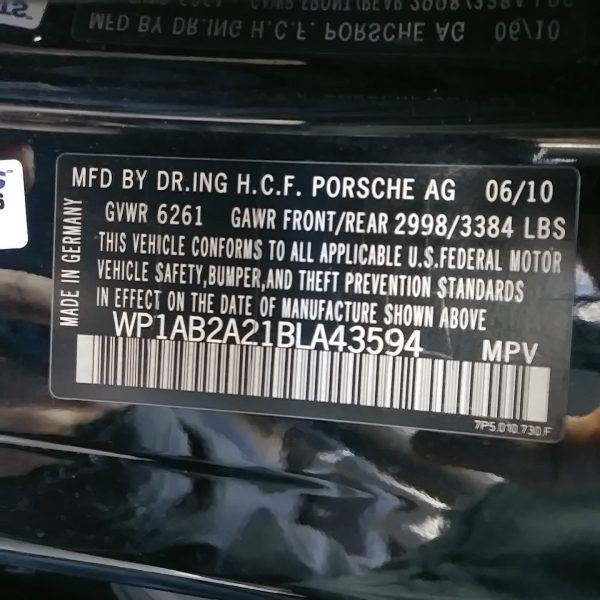 MFD BY DR.ING H.C.F. PORSCHE AG 06/10
MFD BY DR.ING H.C.F. PORSCHE AG 06/10
GVWR 6261 GAWR FRONT/REAR 2998/3384 LBS
THIS VEHICLE CONFORMS TO ALL APPLICABLE U.S.FEDERAL MOTOR
VEHICLE SAFETY,BUMPER,AND THEFT PREVENTION STANDARDS
IN EFFECT ON THE DATE OF MANUFACTURE SHOWN ABOVE
WP1AB2A21BLA43594 MPV
MADE IN GERMANY
7P5.010.730.F